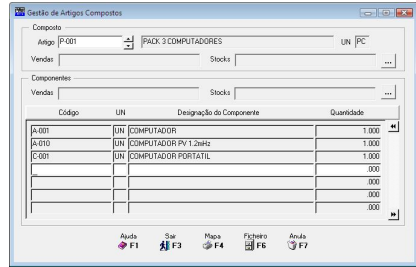 Gestão de Artigos Compostos
Composto
Artigo P-001 PACK 3 COMPUTADORES UN PC
Vendas Stocks ...
Componentes
Vendas Stocks ...
Código UN Designação do Componente Quantidade
A-001 UN COMPUTADOR 1.000
A-010 UN COMPUTADOR PV 1.2mHz 1.000
C-001 UN COMPUTADOR PORTATIL 1.000
_ .000
.000
.000
.000
Ajuda Sair Mapa Ficheiro Anula
F1 F3 F4 F6 F7